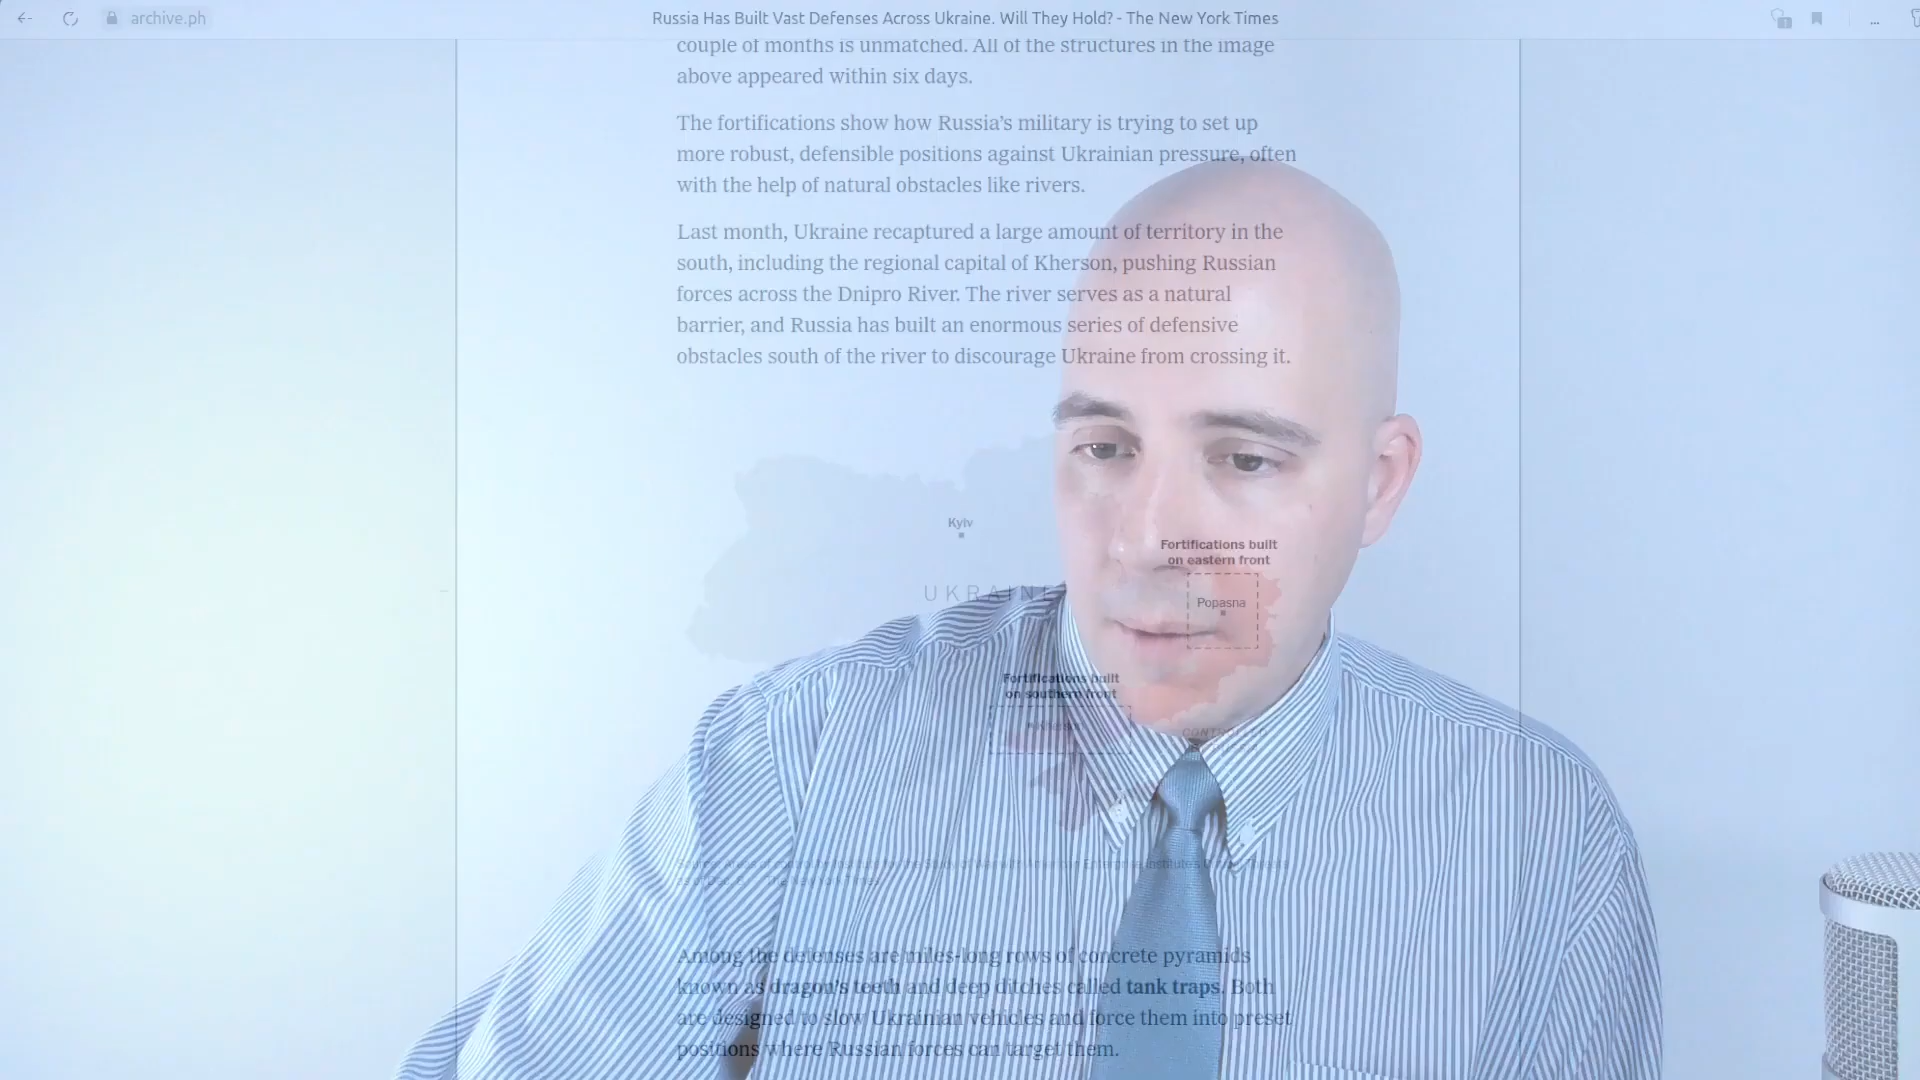 archive.ph
Russia Has Built Vast Defenses Across Ukraine. Will They Hold? - The New York Times
couple of months is unmatched. All of the structures in the image
above appeared within six days.
The fortifications show how Russia's military is trying to set up
more robust, defensible positions against Ukrainian pressure, often
with the help of natural obstacles like rivers.
Last month, Ukraine recaptured a large amount of territory in the
south, including the regional capital of Kherson, pushing Russian
forces across the Dnipro River. The river serves as a natural
barrier, and Russia has built an enormous series of defensive
obstacles south of the river to discourage Ukraine from crossing it.
Kyiv
Fortifications built
on eastern front
UKRAINE
Popasna
Fortifications built
on southern front
Kherson
Among the defenses are miles-long rows of concrete pyramids
known as dragon's teeth and deep ditches called tank traps. Both
are designed to slow Ukrainian vehicles and force them into preset
positions where Russian forces can target them.